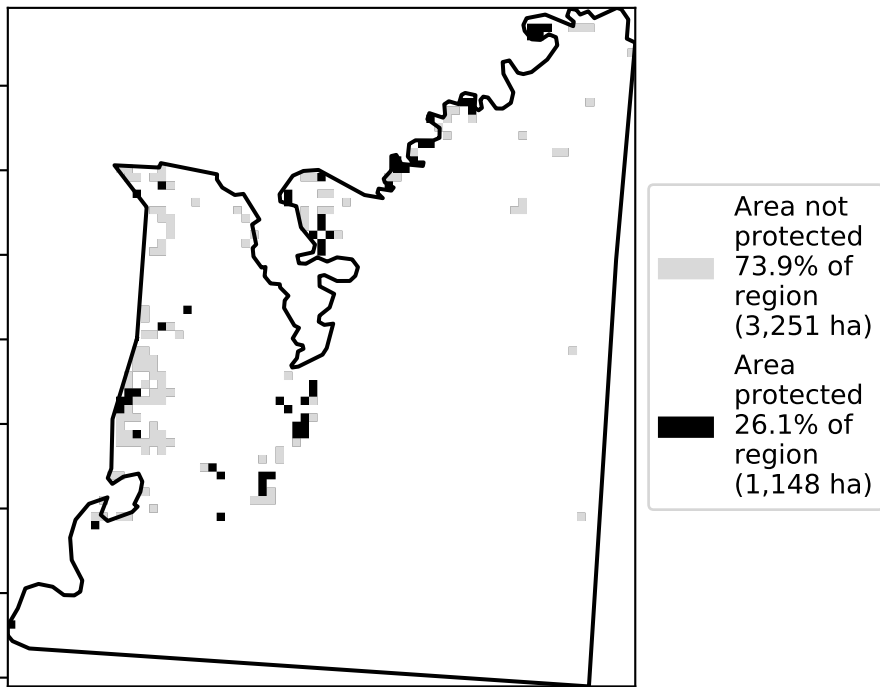 Area not
protected
73.9% of
region
(3,251 ha)
Area
protected
26.1% of
region
(1,148 ha)